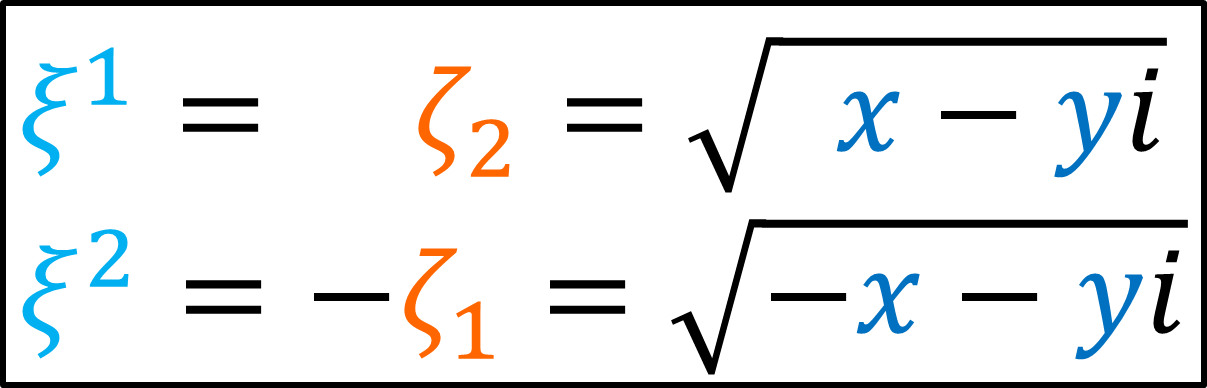 ξ¹ = ζ₂ = √(x − yi)
ξ² = −ζ₁ = √(−x − yi)